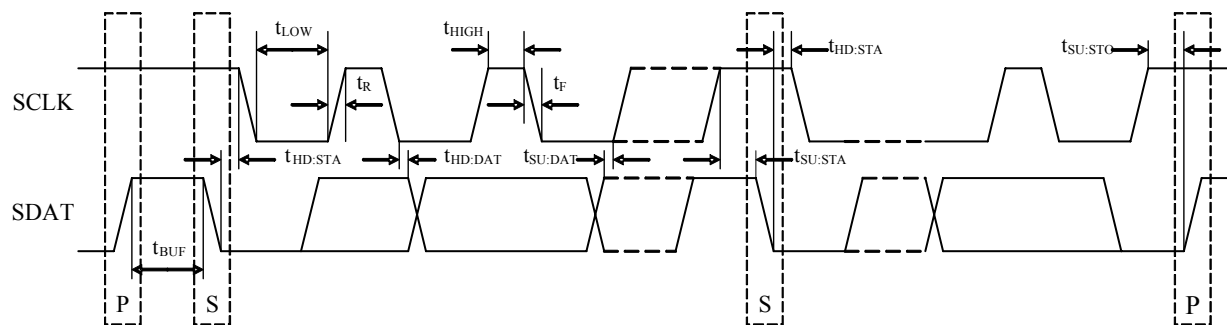 tLOW
tHIGH
tHD:STA
tSU:STO
tR
tF
SCLK
tHD:STA
tHD:DAT
tSU:DAT
tSU:STA
SDAT
tBUF
P
S
S
P